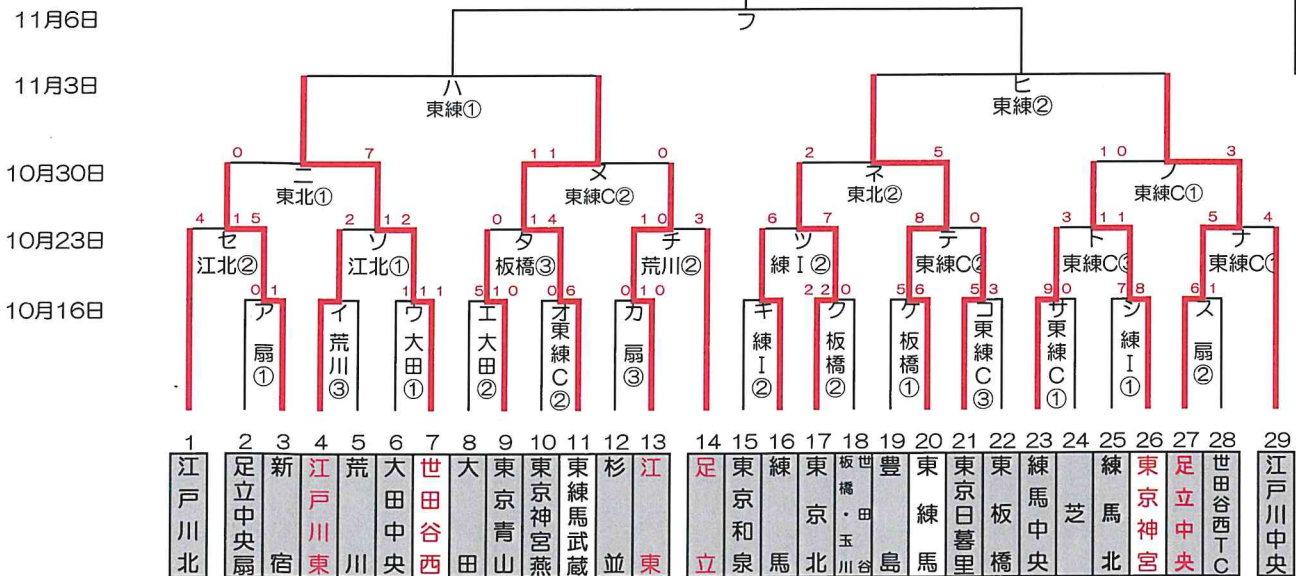 11月6日
フ
11月3日
ハ
ヒ
東練①
東練②
0 7 11 0 2 5 10 3
10月30日
ニ
メ
ネ
ノ
東北①
東練C②
東北②
東練C①
4 15 2 12 0 14 10 3 6 7 8 0 3 11 5 4
10月23日
セ
ソ
タ
チ
ツ
テ
ト
ナ
江北②
江北①
板橋③
荒川②
練I②
東練C②
東練C③
東練C①
0 1 1 11 5 10 0 6 0 10 22 0 5 6 5 3 9 0 7 8 6 1
10月16日
ア
イ
ウ
エ
オ
カ
キ
ク
ケ
コ
サ
シ
ス
扇①
荒川③
大田①
大田②
東練C②
扇③
練I②
板橋②
板橋①
東練C③
東練C①
練I①
扇②
1 2 3 4 5 6 7 8 9 10 11 12 13 14 15 16 17 18 19 20 21 22 23 24 25 26 27 28 29
江戸川北
足立中央扇
新宿
江戸川東
荒川
大田中央
世田谷西
大田
東京青山
東京神宮燕
東練馬武蔵
杉並
江東
足立
東京和泉
練馬
東京北
世田谷
板橋・玉川
豊島
東練馬
東京日暮里
東板橋
練馬中央
芝
練馬北
東京神宮
足立中央
世田谷西TC
江戸川中央